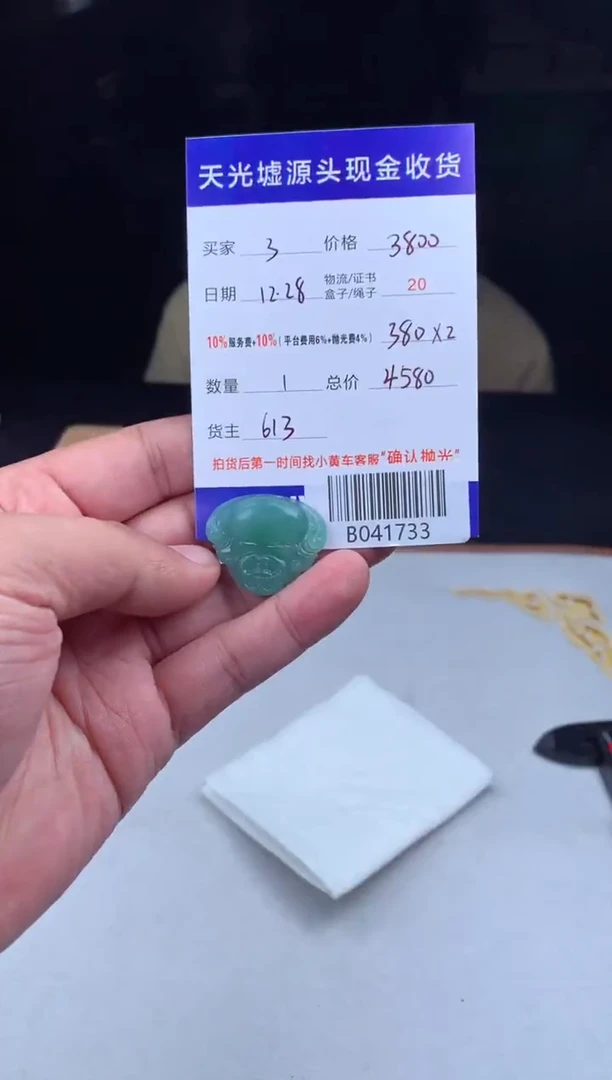 天光墟源头现金收货
买家 3 价格 3800
日期 12.28 物流/证书 盒子/绳子 20
10%服务费+10%(平台费用6%+抛光费4%) 380X2
数量 1 总价 4580
货主 613
拍货后第一时间找小黄车客服"确认抛光"
B041733